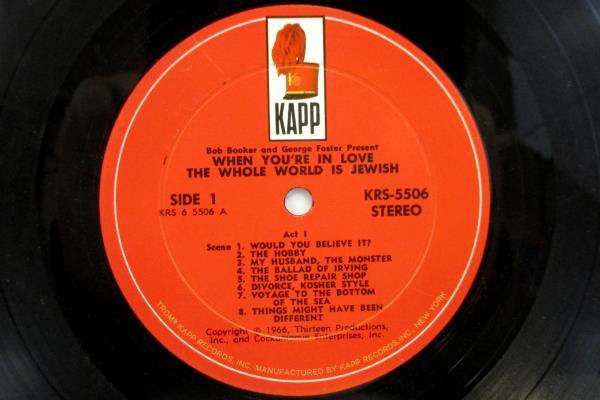 KAPP
Bob Booker and George Foster Present
WHEN YOU'RE IN LOVE
THE WHOLE WORLD IS JEWISH
SIDE 1
KRS 6 5506 A
KRS-5506
STEREO
Act I
Scene 1. WOULD YOU BELIEVE IT?
2. THE HOBBY
3. MY HUSBAND, THE MONSTER
4. THE BALLAD OF IRVING
5. THE SHOE REPAIR SHOP
6. DIVORCE, KOSHER STYLE
7. VOYAGE TO THE BOTTOM
OF THE SEA
8. THINGS MIGHT HAVE BEEN
DIFFERENT
Copyright © 1966, Thirteen Productions,
Inc., and Cockamamie Enterprises, Inc.
TRDMK KAPP RECORDS, INC.-MANUFACTURED BY KAPP RECORDS, INC., NEW YORK